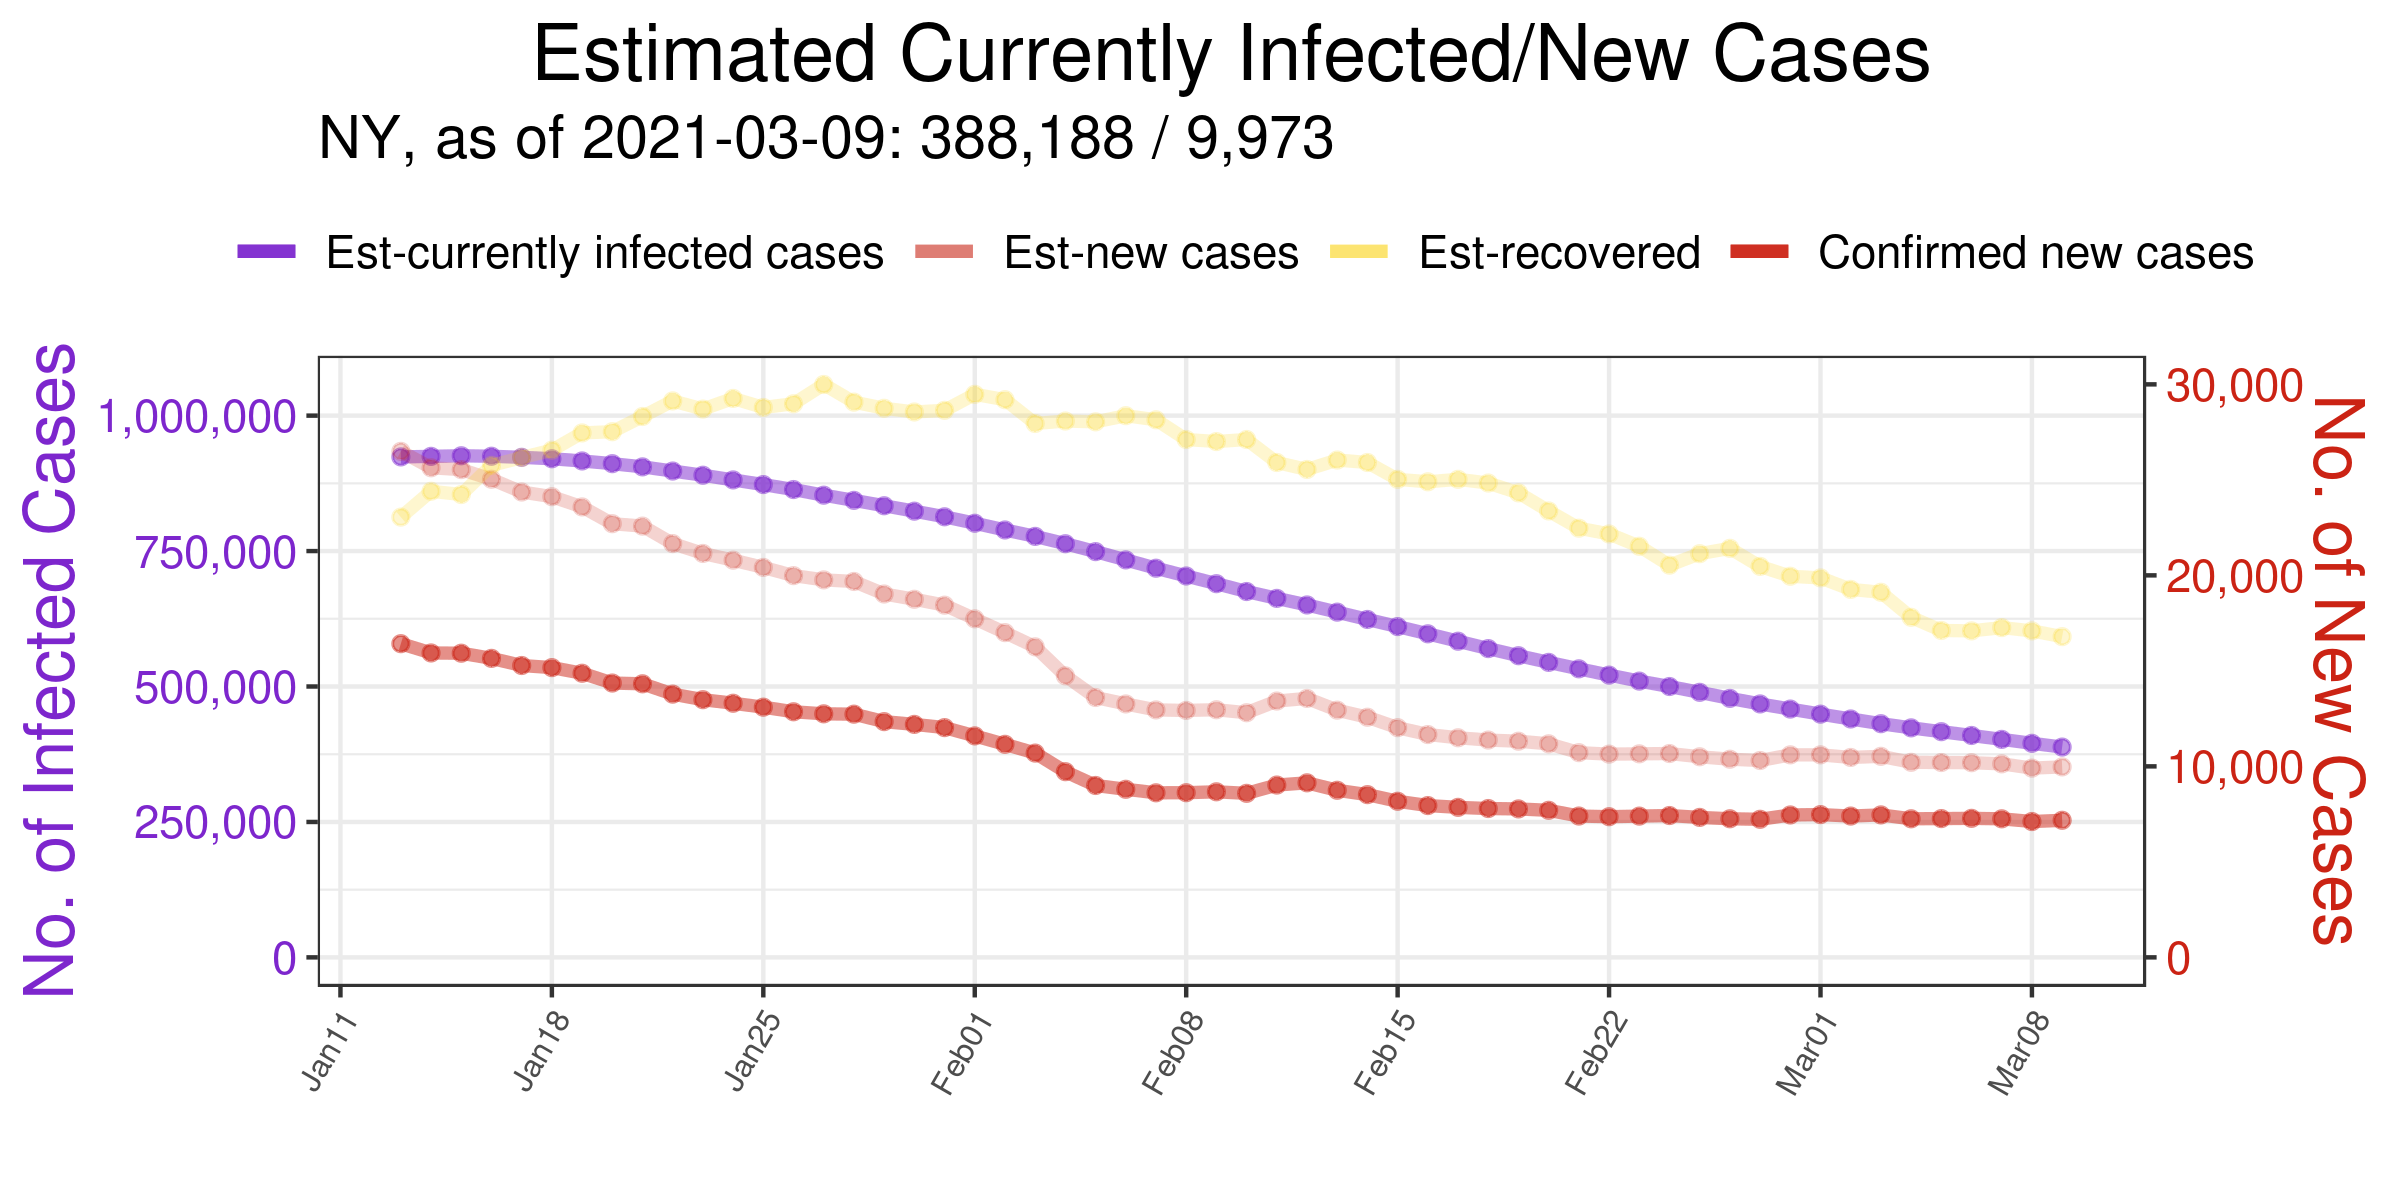 Estimated Currently Infected/New Cases
NY, as of 2021-03-09: 388,188 / 9,973
Est-currently infected cases Est-new cases Est-recovered Confirmed new cases
No. of Infected Cases
1,000,000
750,000
500,000
250,000
0
30,000
20,000
10,000
0
No. of New Cases
Jan11 Jan18 Jan25 Feb01 Feb08 Feb15 Feb22 Mar01 Mar08